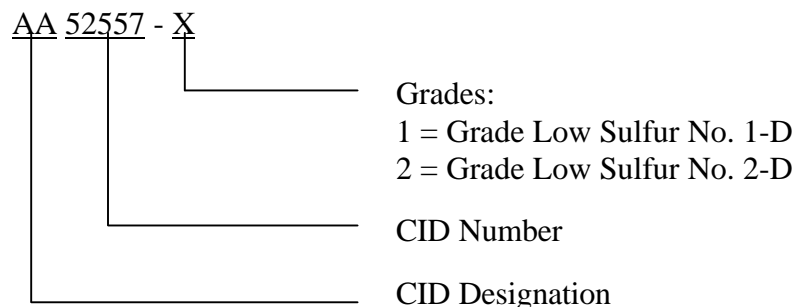 AA 52557 - X
Grades:
1 = Grade Low Sulfur No. 1-D
2 = Grade Low Sulfur No. 2-D
CID Number
CID Designation